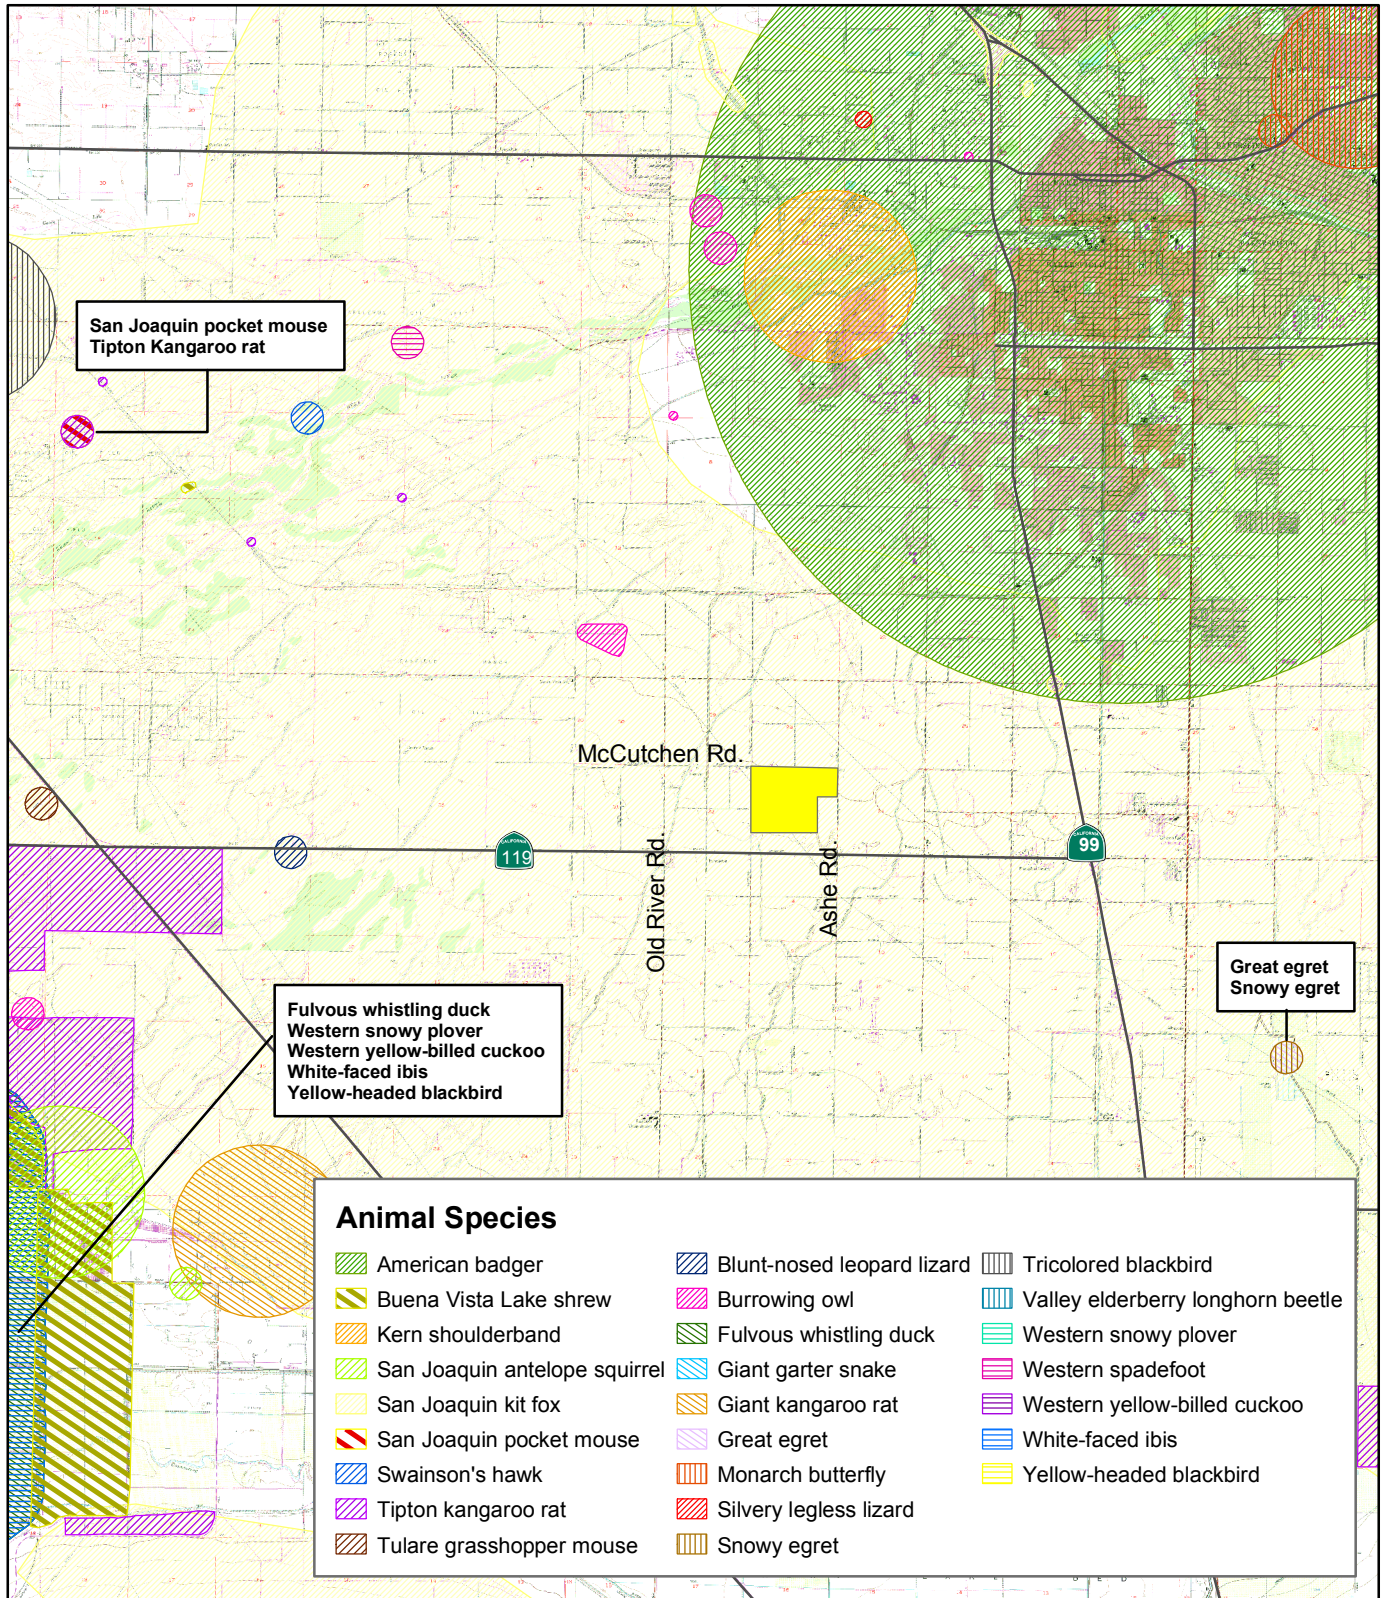 San Joaquin pocket mouse
Tipton Kangaroo rat
McCutchen Rd.
119
99
Old River Rd.
Ashe Rd.
Great egret
Snowy egret
Fulvous whistling duck
Western snowy plover
Western yellow-billed cuckoo
White-faced ibis
Yellow-headed blackbird
Animal Species
American badger
Buena Vista Lake shrew
Kern shoulderband
San Joaquin antelope squirrel
San Joaquin kit fox
San Joaquin pocket mouse
Swainson's hawk
Tipton kangaroo rat
Tulare grasshopper mouse
Blunt-nosed leopard lizard
Burrowing owl
Fulvous whistling duck
Giant garter snake
Giant kangaroo rat
Great egret
Monarch butterfly
Silvery legless lizard
Snowy egret
Tricolored blackbird
Valley elderberry longhorn beetle
Western snowy plover
Western spadefoot
Western yellow-billed cuckoo
White-faced ibis
Yellow-headed blackbird